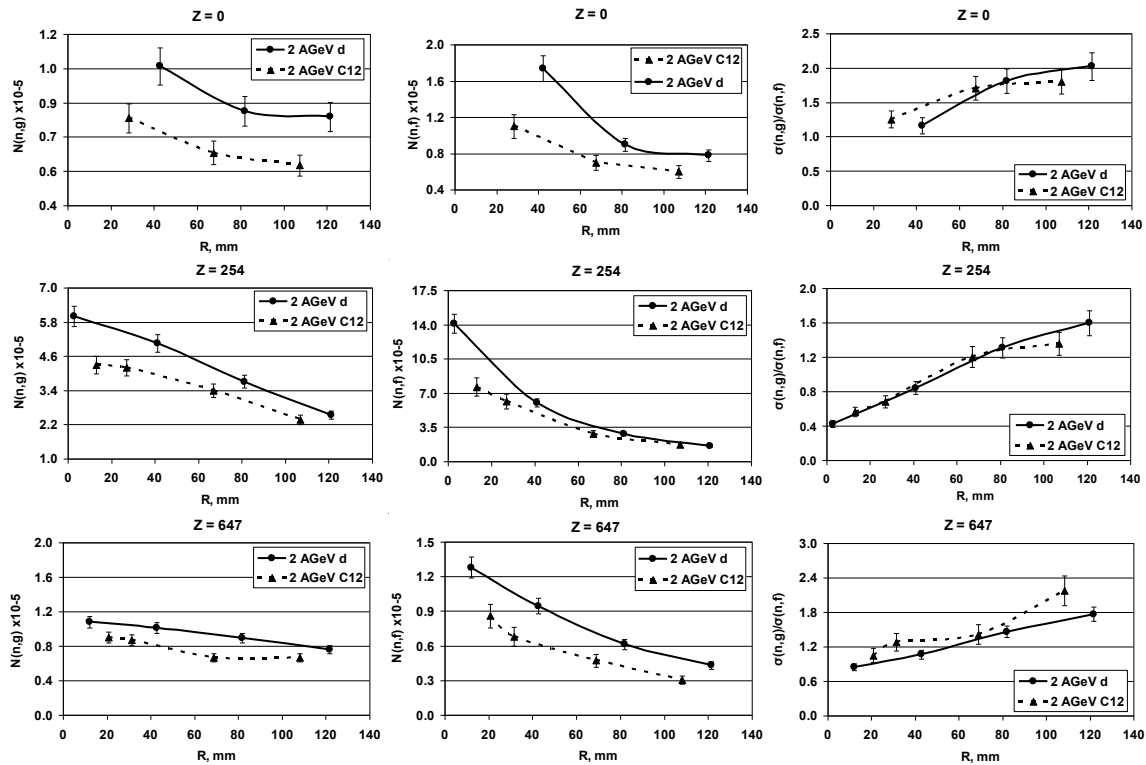 Z = 0
N(n,g) x10-5
1.2
1.0
0.9
0.7
0.6
0.4
2 AGeV d
2 AGeV C12
0 20 40 60 80 100 120 140
R, mm
Z = 0
N(n,f) x10-5
2.0
1.6
1.2
0.8
0.4
2 AGeV C12
2 AGeV d
0 20 40 60 80 100 120 140
R, mm
Z = 0
σ(n,g)/σ(n,f)
2.5
2.0
1.5
1.0
0.5
0.0
2 AGeV d
2 AGeV C12
0 20 40 60 80 100 120 140
R, mm
Z = 254
N(n,g) x10-5
7.0
5.8
4.6
3.4
2.2
1.0
2 AGeV d
2 AGeV C12
0 20 40 60 80 100 120 140
R, mm
Z = 254
N(n,f) x10-5
17.5
14.0
10.5
7.0
3.5
0.0
2 AGeV d
2 AGeV C12
0 20 40 60 80 100 120 140
R, mm
Z = 254
σ(n,g)/σ(n,f)
2.0
1.6
1.2
0.8
0.4
0.0
2 AGeV d
2 AGeV C12
0 20 40 60 80 100 120 140
R, mm
Z = 647
N(n,g) x10-5
2.0
1.6
1.2
0.8
0.4
0.0
2 AGeV d
2 AGeV C12
0 20 40 60 80 100 120 140
R, mm
Z = 647
N(n,f) x10-5
1.5
1.2
0.9
0.6
0.3
0.0
2 AGeV d
2 AGeV C12
0 20 40 60 80 100 120 140
R, mm
Z = 647
σ(n,g)/σ(n,f)
3.0
2.4
1.8
1.2
0.6
0.0
2 AGeV d
2 AGeV C12
0 20 40 60 80 100 120 140
R, mm